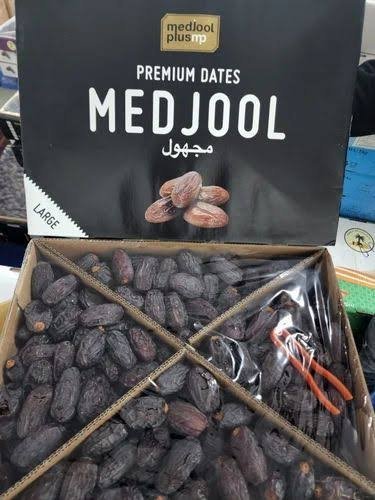 medjool
plus mp
PREMIUM DATES
MEDJOOL
مجهول
LARGE